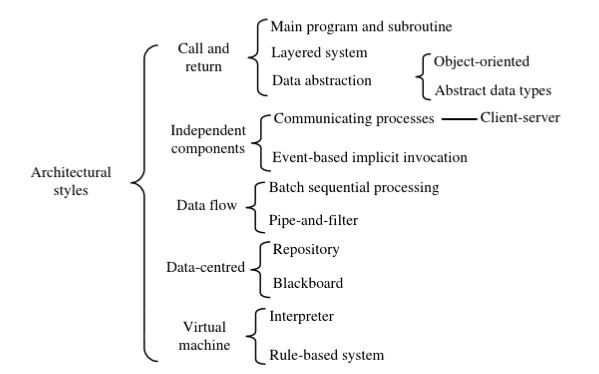 Architectural
styles
Call and
return
Main program and subroutine
Layered system
Data abstraction
Object-oriented
Abstract data types
Independent
components
Communicating processes
Client-server
Event-based implicit invocation
Data flow
Batch sequential processing
Pipe-and-filter
Data-centred
Repository
Blackboard
Virtual
machine
Interpreter
Rule-based system